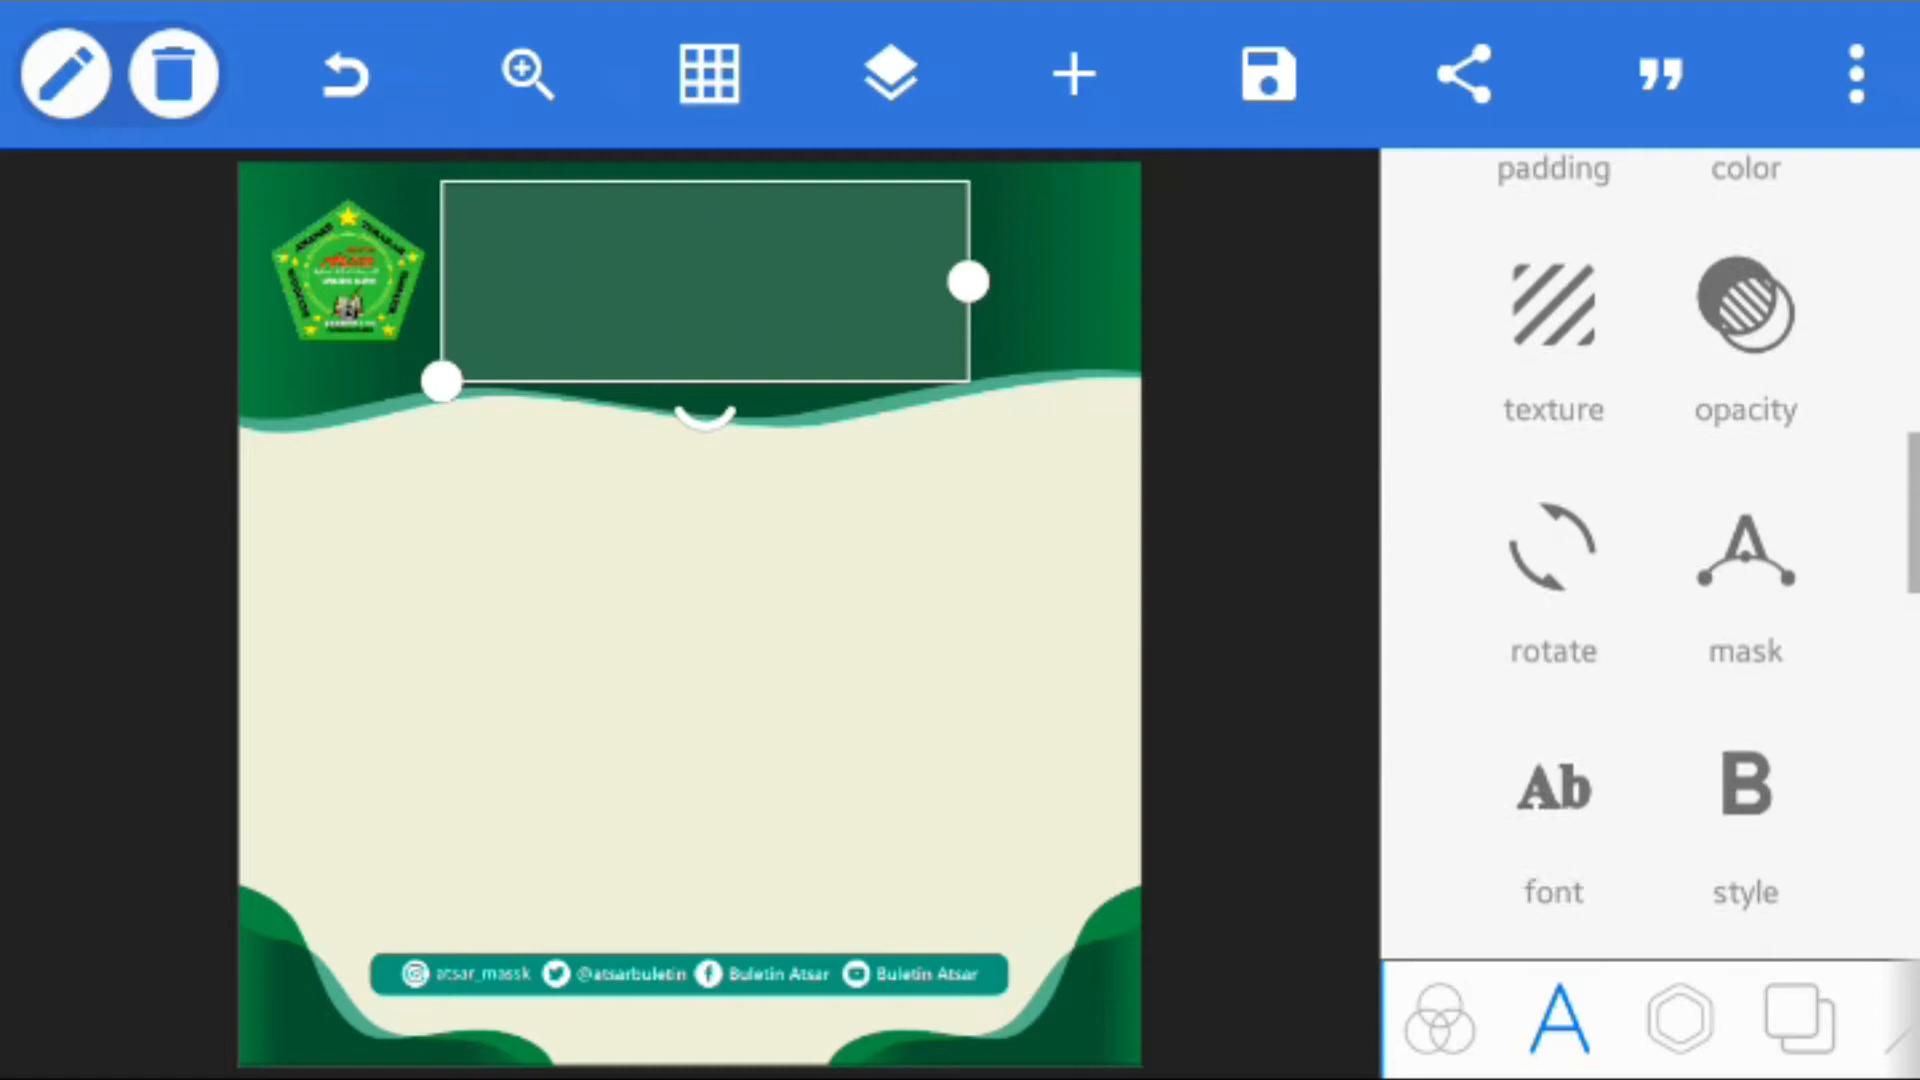 padding color
texture opacity
rotate mask
Ab B
font style
atsar_massk @atsarbuletin Buletin Atsar Buletin Atsar
A